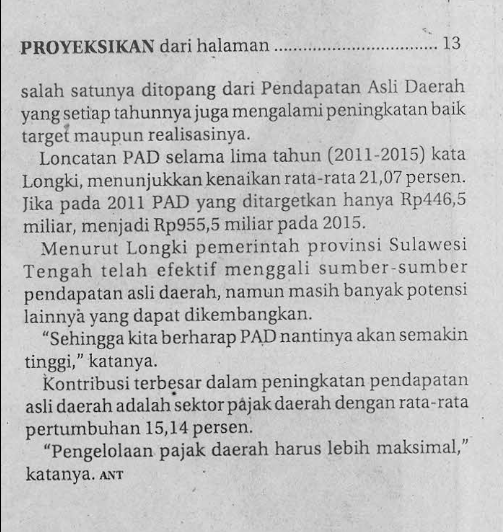 PROYEKSIKAN dari halaman .................................. 13
salah satunya ditopang dari Pendapatan Asli Daerah
yang setiap tahunnya juga mengalami peningkatan baik
target maupun realisasinya.
Loncatan PAD selama lima tahun (2011-2015) kata
Longki, menunjukkan kenaikan rata-rata 21,07 persen.
Jika pada 2011 PAD yang ditargetkan hanya Rp446,5
miliar, menjadi Rp955,5 miliar pada 2015.
Menurut Longki pemerintah provinsi Sulawesi
Tengah telah efektif menggali sumber-sumber
pendapatan asli daerah, namun masih banyak potensi
lainnya yang dapat dikembangkan.
“Sehingga kita berharap PAD nantinya akan semakin
tinggi,” katanya.
Kontribusi terbesar dalam peningkatan pendapatan
asli daerah adalah sektor pajak daerah dengan rata-rata
pertumbuhan 15,14 persen.
“Pengelolaan pajak daerah harus lebih maksimal,”
katanya. ANT